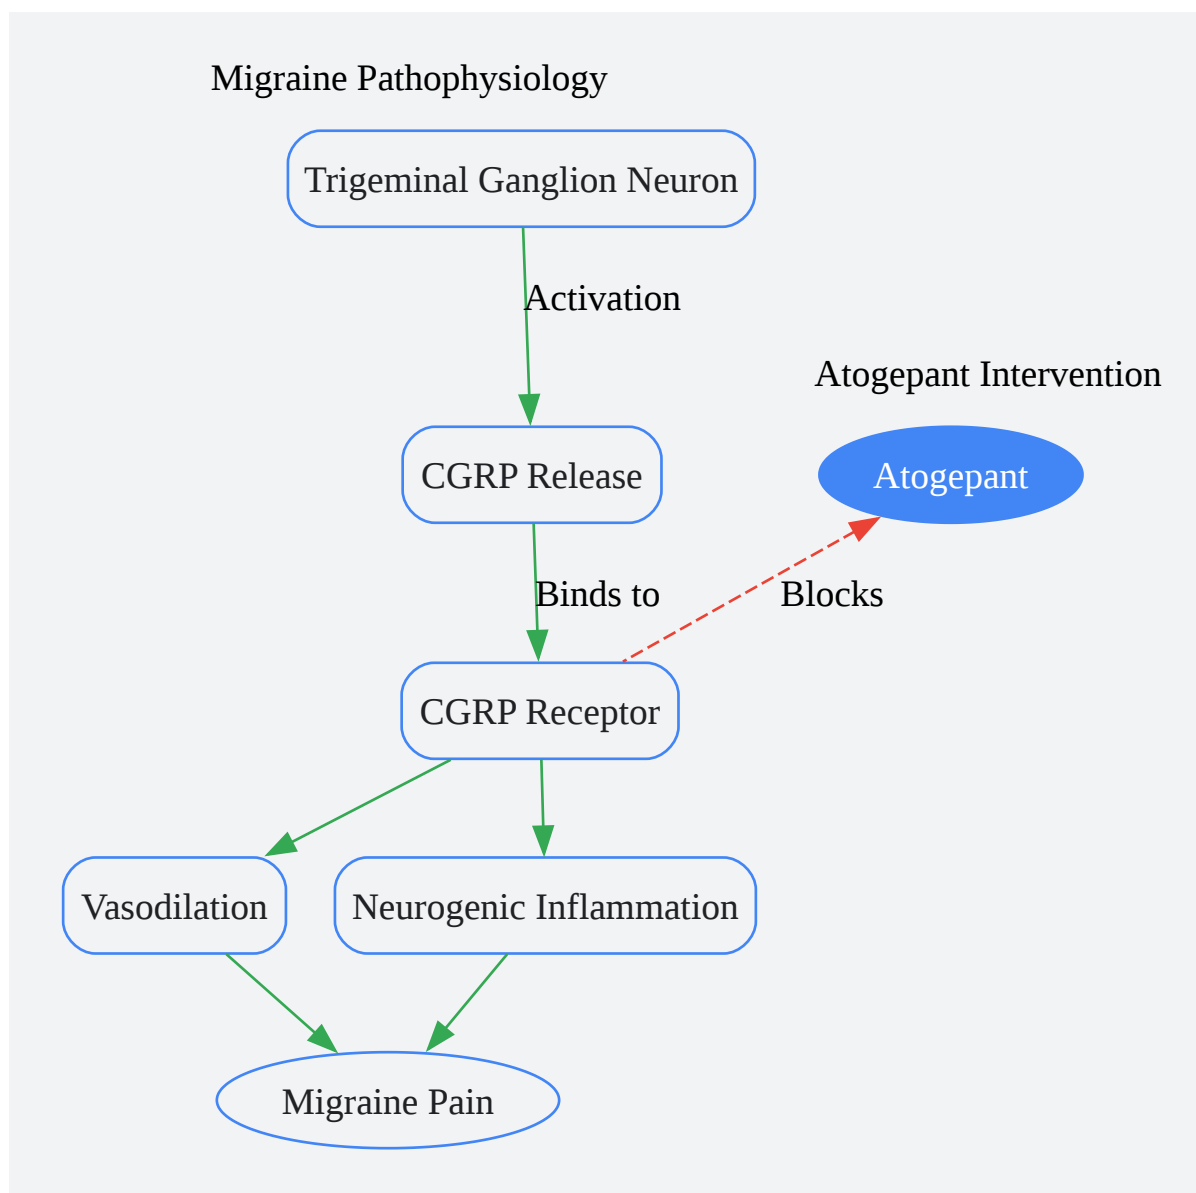 Migraine Pathophysiology
Trigeminal Ganglion Neuron
Activation
Atogepant Intervention
CGRP Release
Atogepant
Binds to
Blocks
CGRP Receptor
Vasodilation
Neurogenic Inflammation
Migraine Pain